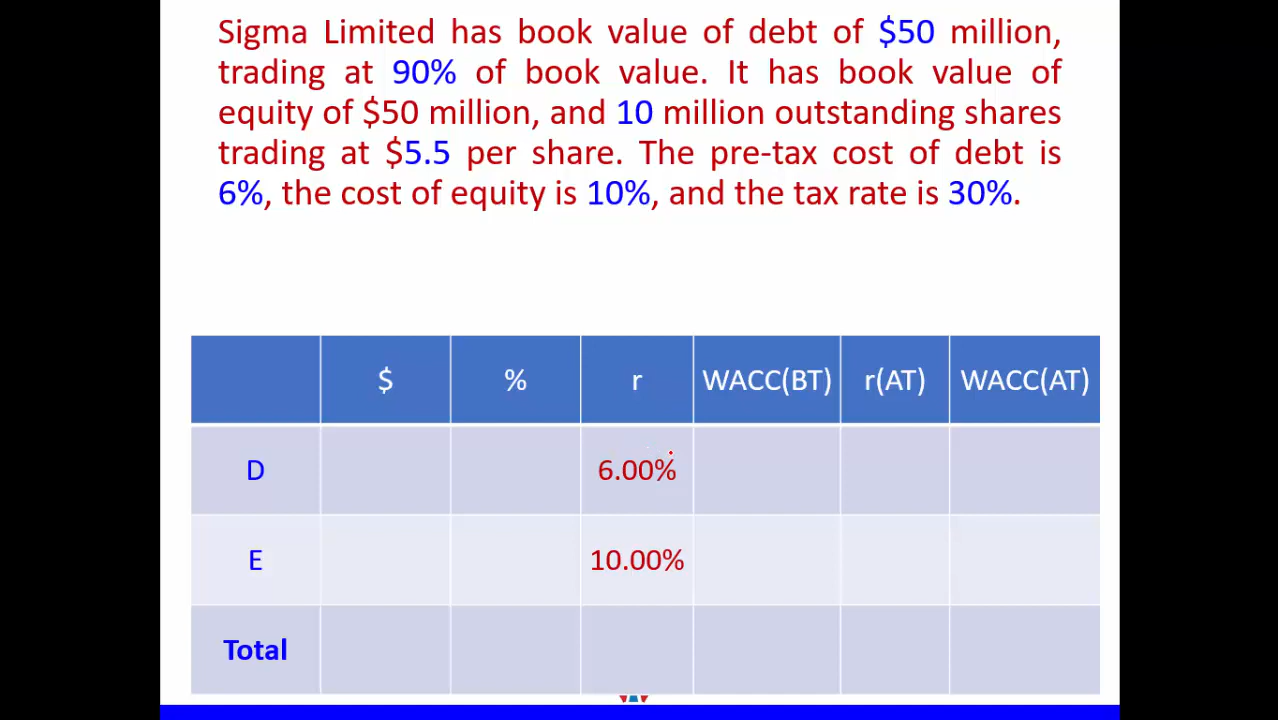 Sigma Limited has book value of debt of $50 million,
trading at 90% of book value. It has book value of
equity of $50 million, and 10 million outstanding shares
trading at $5.5 per share. The pre-tax cost of debt is
6%, the cost of equity is 10%, and the tax rate is 30%.
$ % r WACC(BT) r(AT) WACC(AT)
D 6.00%
E 10.00%
Total